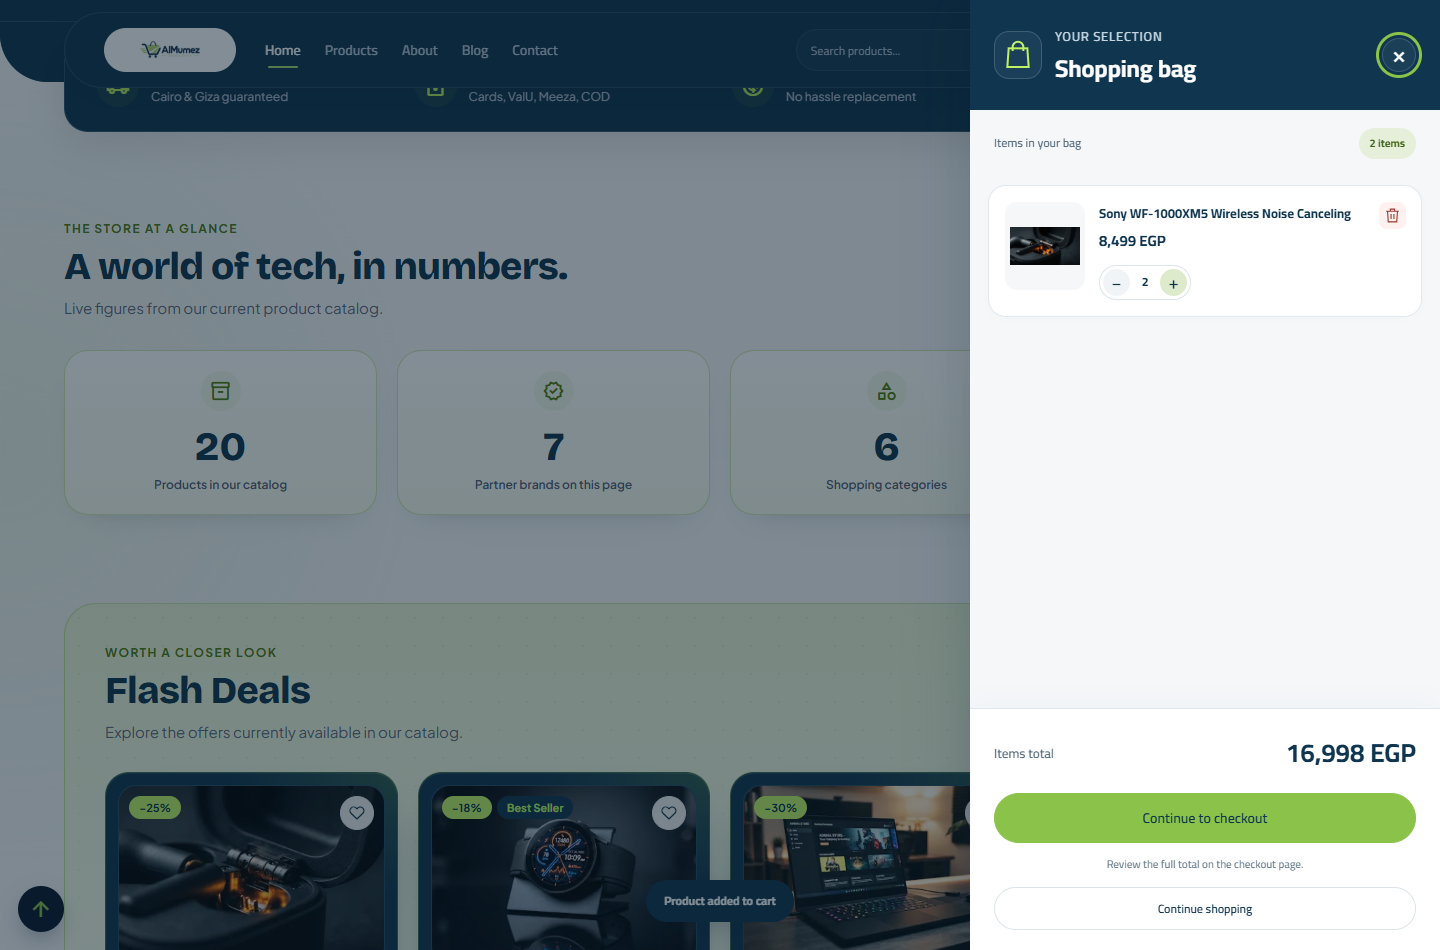 AlMumez
Home
Products
About
Blog
Contact
Search products...
Cairo & Giza guaranteed
Cards, ValU, Meeza, COD
No hassle replacement
THE STORE AT A GLANCE
A world of tech, in numbers.
Live figures from our current product catalog.
20
Products in our catalog
7
Partner brands on this page
6
Shopping categories
WORTH A CLOSER LOOK
Flash Deals
Explore the offers currently available in our catalog.
−25%
−18%
Best Seller
−30%
Product added to cart
YOUR SELECTION
Shopping bag
Items in your bag
2 items
Sony WF-1000XM5 Wireless Noise Canceling
8,499 EGP
− 2 +
Items total
16,998 EGP
Continue to checkout
Review the full total on the checkout page.
Continue shopping